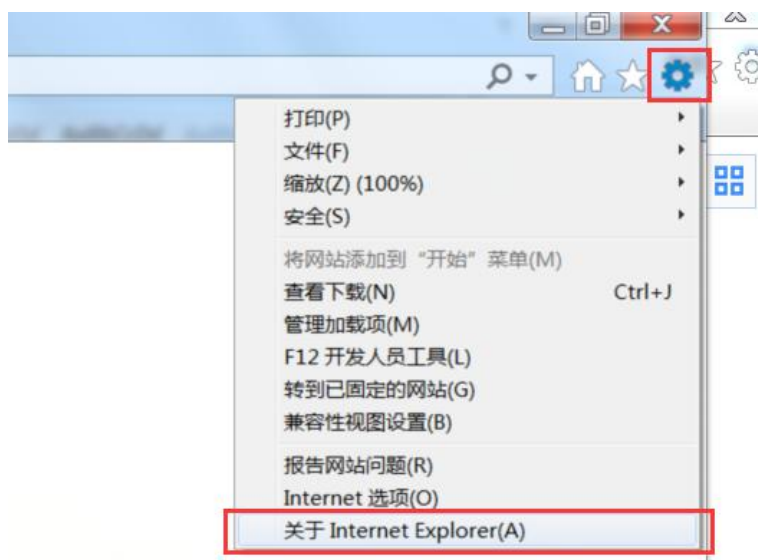 打印(P)
文件(F)
缩放(Z) (100%)
安全(S)
将网站添加到“开始”菜单(M)
查看下载(N) Ctrl+J
管理加载项(M)
F12 开发人员工具(L)
转到已固定的网站(G)
兼容性视图设置(B)
报告网站问题(R)
Internet 选项(O)
关于 Internet Explorer(A)